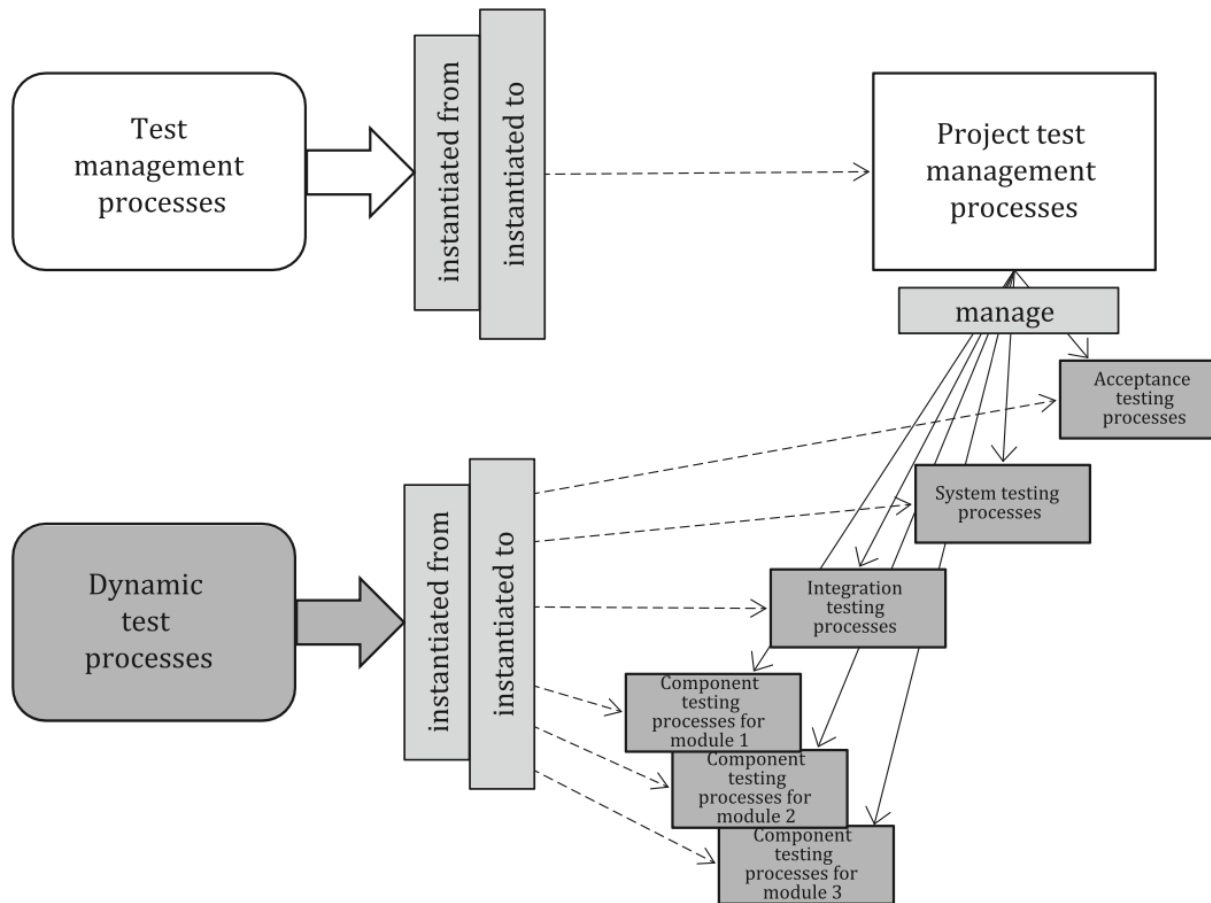 Test
management
processes
instantiated from
instantiated to
Project test
management
processes
manage
Acceptance
testing
processes
System testing
processes
Dynamic
test
processes
instantiated from
instantiated to
Integration
testing
processes
Component
testing
processes for
module 1
Component
testing
processes for
module 2
Component
testing
processes for
module 3